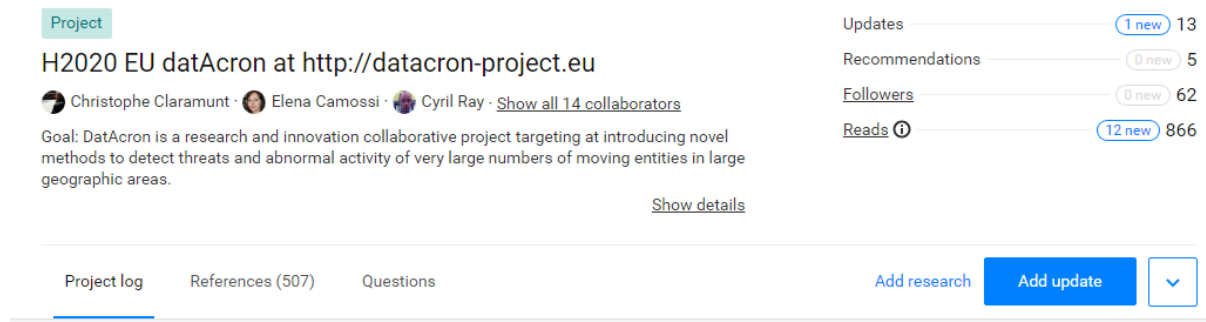 Project
H2020 EU datAcron at http://datacron-project.eu
Christophe Claramunt · Elena Camossi · Cyril Ray · Show all 14 collaborators
Goal: DatAcron is a research and innovation collaborative project targeting at introducing novel
methods to detect threats and abnormal activity of very large numbers of moving entities in large
geographic areas.
Show details
Updates 1 new 13
Recommendations 0 new 5
Followers 0 new 62
Reads 12 new 866
Project log References (507) Questions Add research Add update